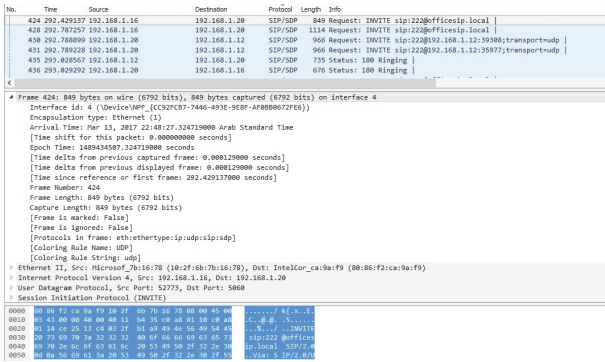 No. Time Source Destination Protocol Length Info
424 292.429137 192.168.1.16 192.168.1.20 SIP/SDP 849 Request: INVITE sip:222@officesip.local |
428 292.787257 192.168.1.16 192.168.1.20 SIP/SDP 1114 Request: INVITE sip:222@officesip.local |
430 292.788899 192.168.1.20 192.168.1.12 SIP/SDP 966 Request: INVITE sip:222@192.168.1.12:39308;transport=udp |
431 292.789228 192.168.1.20 192.168.1.12 SIP/SDP 966 Request: INVITE sip:222@192.168.1.12:35977;transport=udp |
435 293.028567 192.168.1.12 192.168.1.20 SIP/SDP 735 Status: 180 Ringing |
436 293.029292 192.168.1.20 192.168.1.16 SIP/SDP 676 Status: 180 Ringing |
Frame 424: 849 bytes on wire (6792 bits), 849 bytes captured (6792 bits) on interface 4
Interface id: 4 (\Device\NPF_{CC92FCB7-7446-493E-9E8F-AF0BB0672FE6})
Encapsulation type: Ethernet (1)
Arrival Time: Mar 13, 2017 22:48:27.324719000 Arab Standard Time
[Time shift for this packet: 0.000000000 seconds]
Epoch Time: 1489434507.324719000 seconds
[Time delta from previous captured frame: 0.000129000 seconds]
[Time delta from previous displayed frame: 0.000129000 seconds]
[Time since reference or first frame: 292.429137000 seconds]
Frame Number: 424
Frame Length: 849 bytes (6792 bits)
Capture Length: 849 bytes (6792 bits)
[Frame is marked: False]
[Frame is ignored: False]
[Protocols in frame: eth:ethertype:ip:udp:sip:sdp]
[Coloring Rule Name: UDP]
[Coloring Rule String: udp]
Ethernet II, Src: Microsof_7b:16:78 (10:2f:6b:7b:16:78), Dst: IntelCor_ca:9a:f9 (80:86:f2:ca:9a:f9)
Internet Protocol Version 4, Src: 192.168.1.16, Dst: 192.168.1.20
User Datagram Protocol, Src Port: 52773, Dst Port: 5060
Session Initiation Protocol (INVITE)
0000 80 86 f2 ca 9a f9 10 2f 6b 7b 16 78 08 00 45 00 ......./ k{.x..E.
0010 03 43 00 00 40 00 40 11 b4 35 c0 a8 01 10 c0 a8 .C..@.@. .5......
0020 01 14 ce 25 13 c4 03 2f b1 a9 49 4e 56 49 54 45 ...%.../ ..INVITE
0030 20 73 69 70 3a 32 32 32 40 6f 66 66 69 63 65 73 sip:222 @offices
0040 69 70 2e 6c 6f 63 61 6c 20 53 49 50 2f 32 2e 30 ip.local SIP/2.0
0050 0d 0a 56 69 61 3a 20 53 49 50 2f 32 2e 30 2f 55 ..Via: S IP/2.0/U